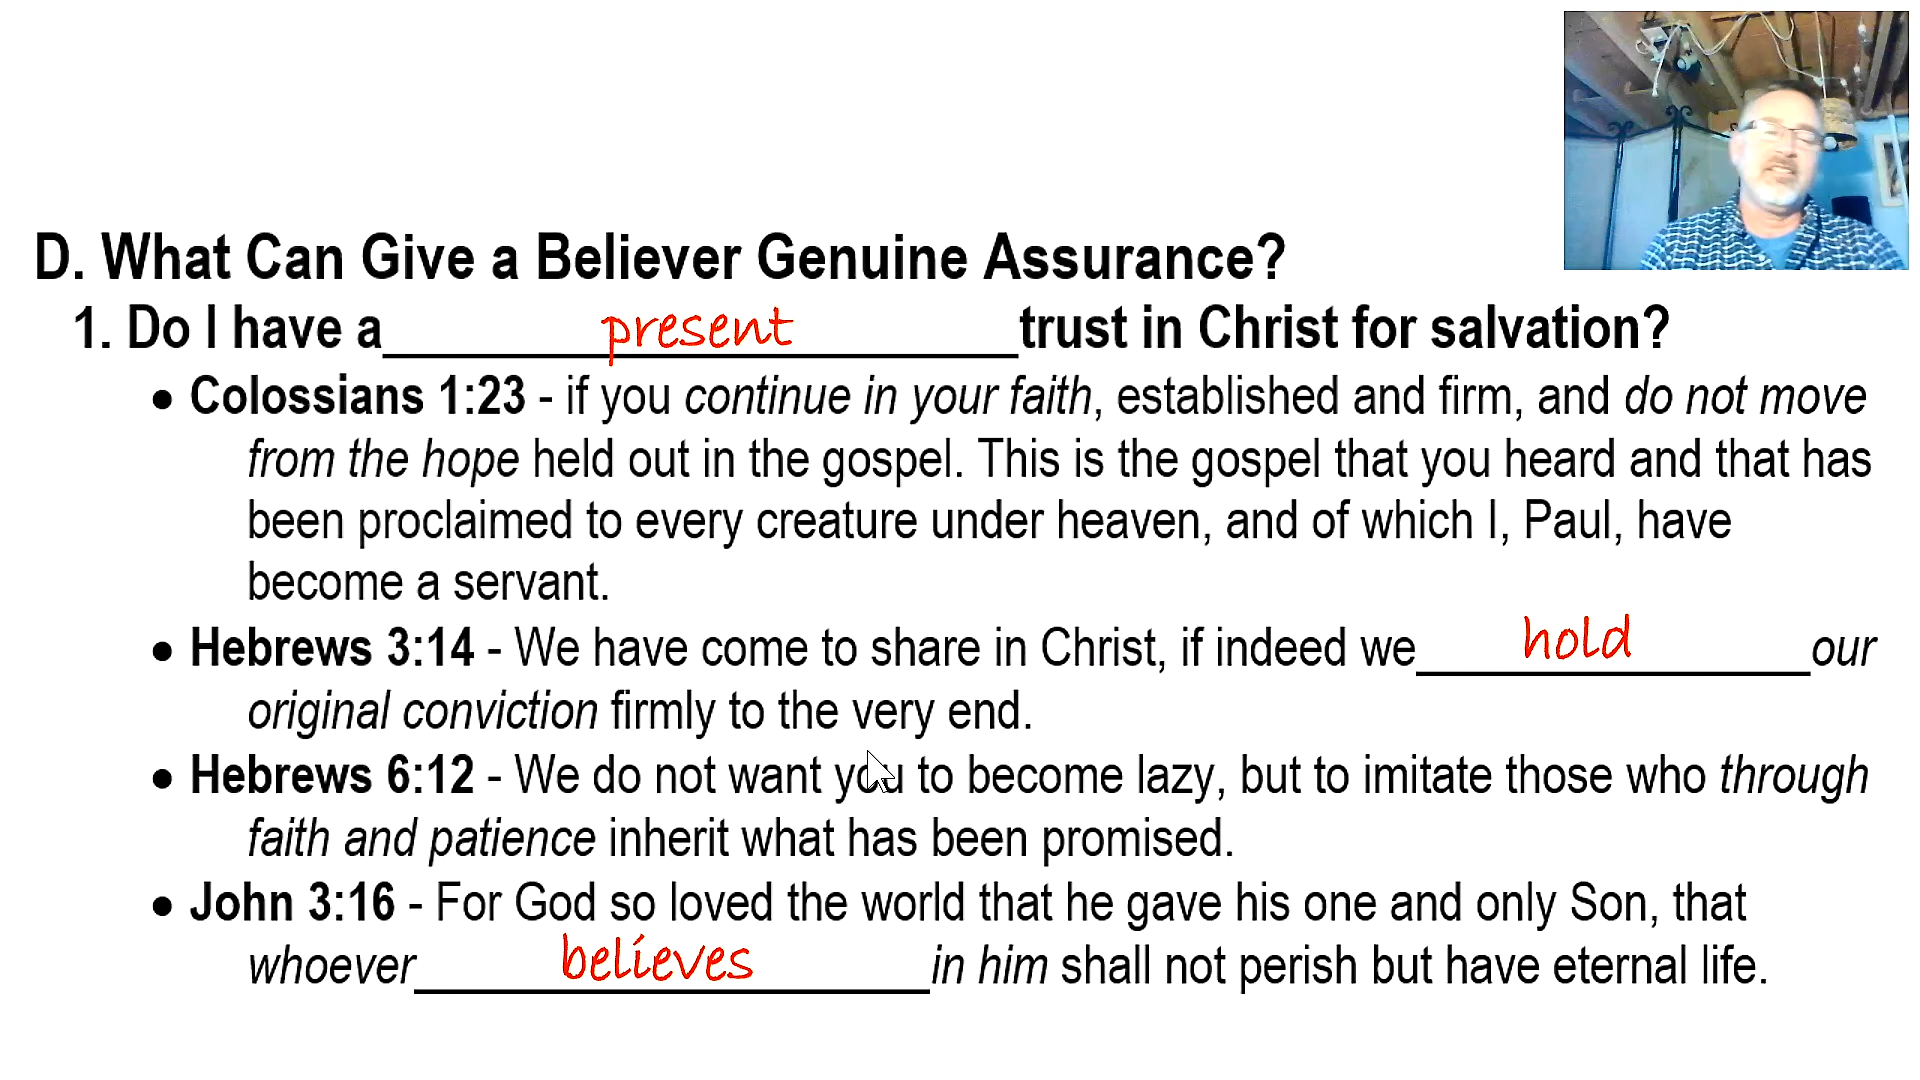 D. What Can Give a Believer Genuine Assurance?
1. Do I have a present trust in Christ for salvation?
● Colossians 1:23 - if you continue in your faith, established and firm, and do not move
from the hope held out in the gospel. This is the gospel that you heard and that has
been proclaimed to every creature under heaven, and of which I, Paul, have
become a servant.
● Hebrews 3:14 - We have come to share in Christ, if indeed we hold our
original conviction firmly to the very end.
● Hebrews 6:12 - We do not want you to become lazy, but to imitate those who through
faith and patience inherit what has been promised.
● John 3:16 - For God so loved the world that he gave his one and only Son, that
whoever believes in him shall not perish but have eternal life.